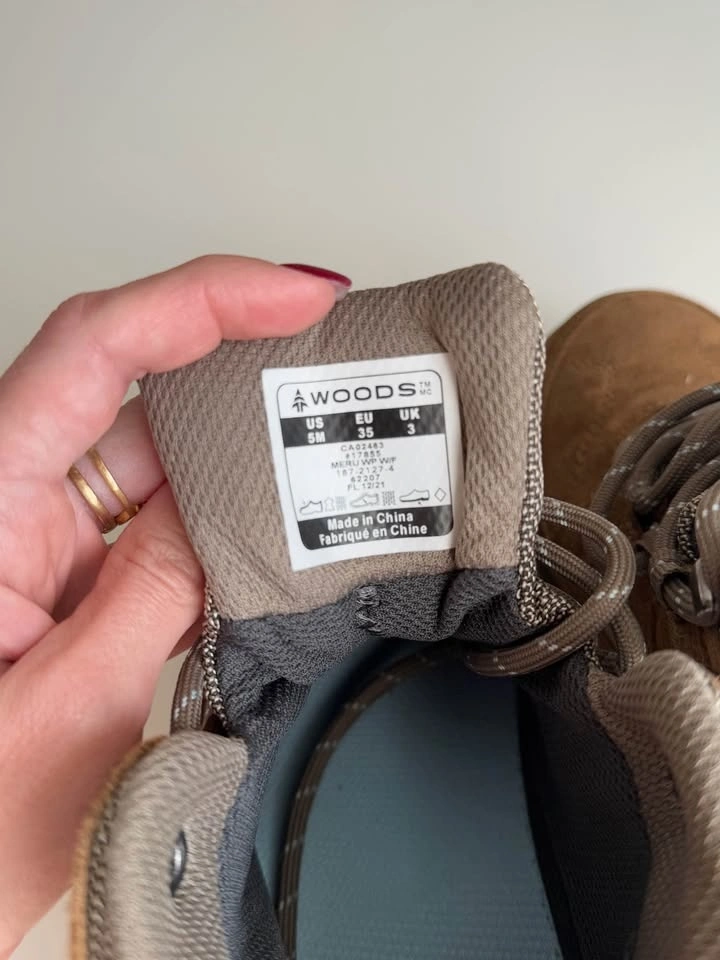 WOODS TM MC
US EU UK
5M 35 3
CA02463
#17855
MERU WP W/F
187-2127-4
62207
FL 12/21
Made in China
Fabriqué en Chine